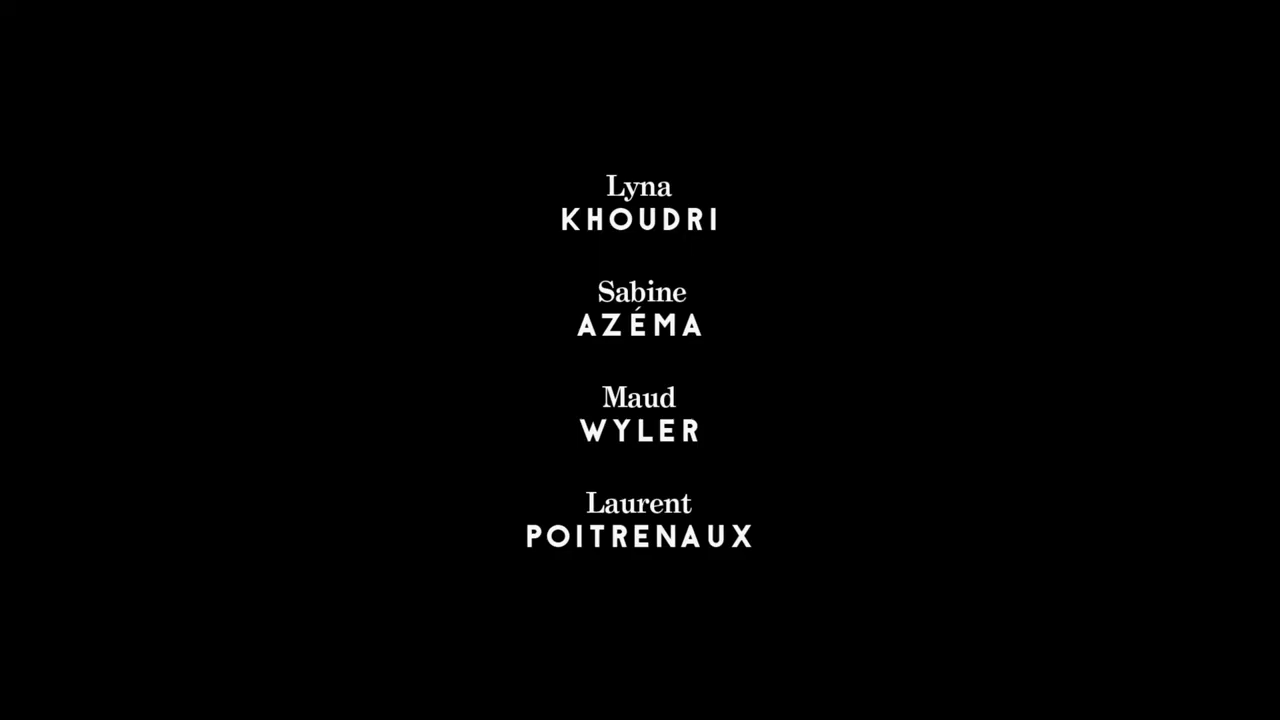 Lyna
KHOUDRI
Sabine
AZÉMA
Maud
WYLER
Laurent
POITRENAUX